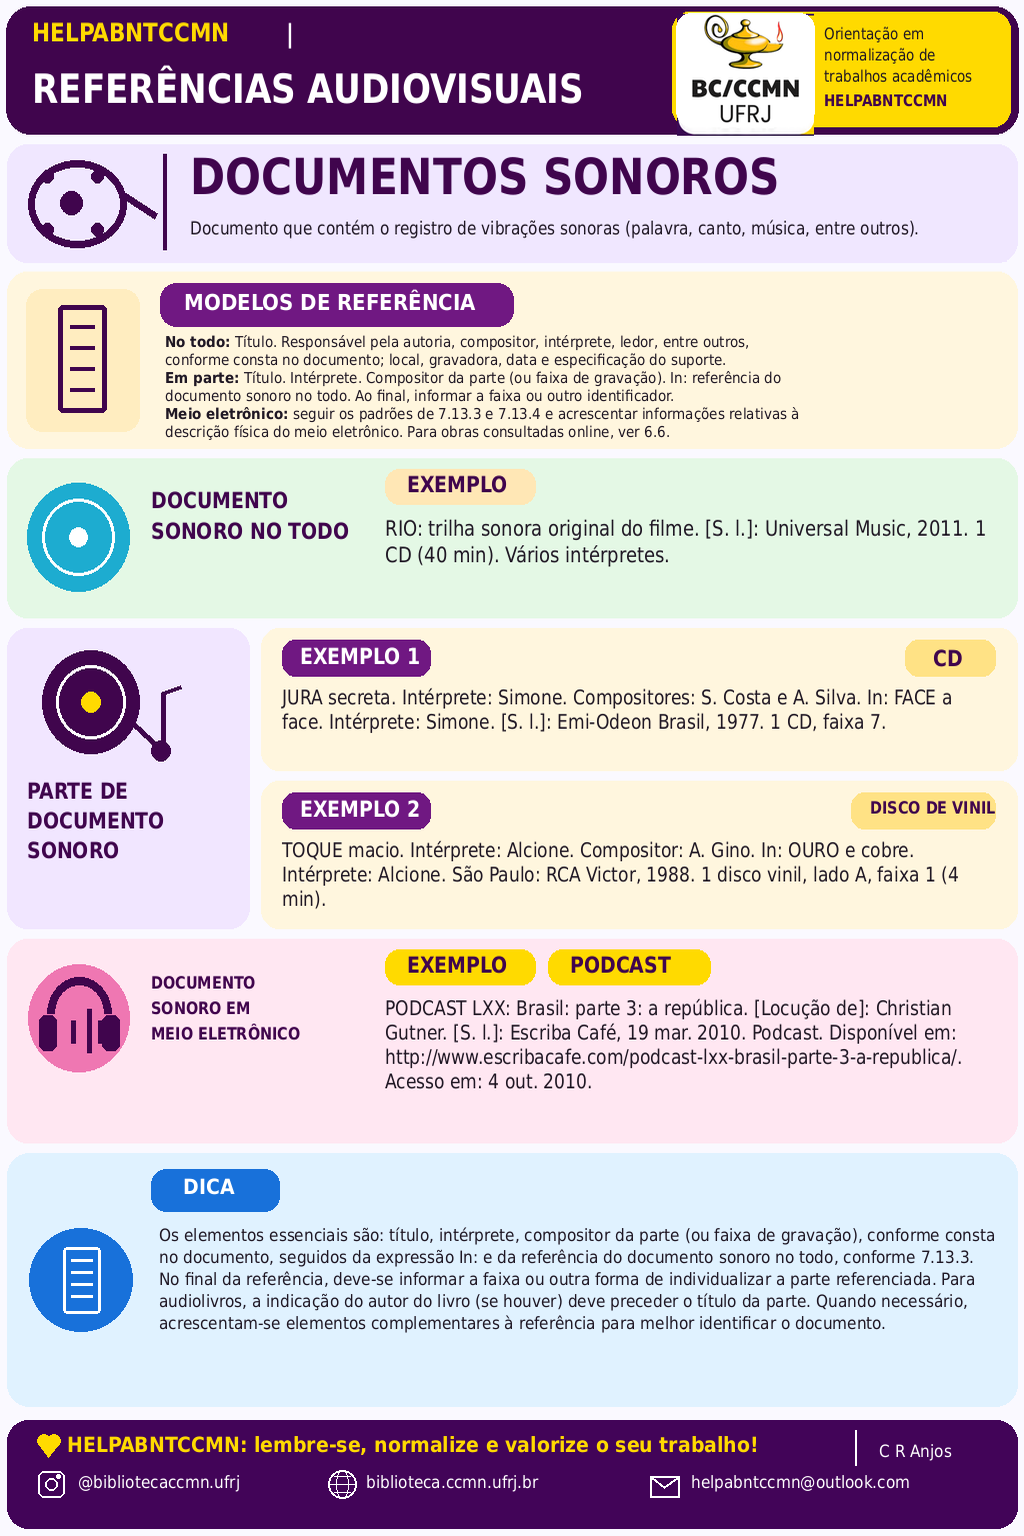 HELPABNTCCMN |
REFERÊNCIAS AUDIOVISUAIS
BC/CCMN
UFRJ
Orientação em
normalização de
trabalhos acadêmicos
HELPABNTCCMN
DOCUMENTOS SONOROS
Documento que contém o registro de vibrações sonoras (palavra, canto, música, entre outros).
MODELOS DE REFERÊNCIA
No todo: Título. Responsável pela autoria, compositor, intérprete, ledor, entre outros,
conforme consta no documento; local, gravadora, data e especificação do suporte.
Em parte: Título. Intérprete. Compositor da parte (ou faixa de gravação). In: referência do
documento sonoro no todo. Ao final, informar a faixa ou outro identificador.
Meio eletrônico: seguir os padrões de 7.13.3 e 7.13.4 e acrescentar informações relativas à
descrição física do meio eletrônico. Para obras consultadas online, ver 6.6.
DOCUMENTO
SONORO NO TODO
EXEMPLO
RIO: trilha sonora original do filme. [S. l.]: Universal Music, 2011. 1
CD (40 min). Vários intérpretes.
PARTE DE
DOCUMENTO
SONORO
EXEMPLO 1
CD
JURA secreta. Intérprete: Simone. Compositores: S. Costa e A. Silva. In: FACE a
face. Intérprete: Simone. [S. l.]: Emi-Odeon Brasil, 1977. 1 CD, faixa 7.
EXEMPLO 2
DISCO DE VINIL
TOQUE macio. Intérprete: Alcione. Compositor: A. Gino. In: OURO e cobre.
Intérprete: Alcione. São Paulo: RCA Victor, 1988. 1 disco vinil, lado A, faixa 1 (4
min).
DOCUMENTO
SONORO EM
MEIO ELETRÔNICO
EXEMPLO
PODCAST
PODCAST LXX: Brasil: parte 3: a república. [Locução de]: Christian
Gutner. [S. l.]: Escriba Café, 19 mar. 2010. Podcast. Disponível em:
http://www.escribacafe.com/podcast-lxx-brasil-parte-3-a-republica/.
Acesso em: 4 out. 2010.
DICA
Os elementos essenciais são: título, intérprete, compositor da parte (ou faixa de gravação), conforme consta
no documento, seguidos da expressão In: e da referência do documento sonoro no todo, conforme 7.13.3.
No final da referência, deve-se informar a faixa ou outra forma de individualizar a parte referenciada. Para
audiolivros, a indicação do autor do livro (se houver) deve preceder o título da parte. Quando necessário,
acrescentam-se elementos complementares à referência para melhor identificar o documento.
HELPABNTCCMN: lembre-se, normalize e valorize o seu trabalho!
C R Anjos
@bibliotecaccmn.ufrj
biblioteca.ccmn.ufrj.br
helpabntccmn@outlook.com